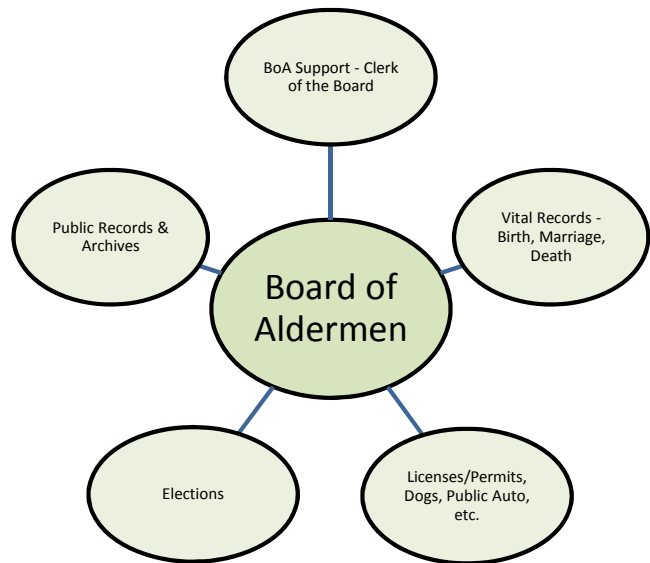 BoA Support - Clerk
of the Board
Public Records &
Archives
Vital Records -
Birth, Marriage,
Death
Board of
Aldermen
Elections
Licenses/Permits,
Dogs, Public Auto,
etc.